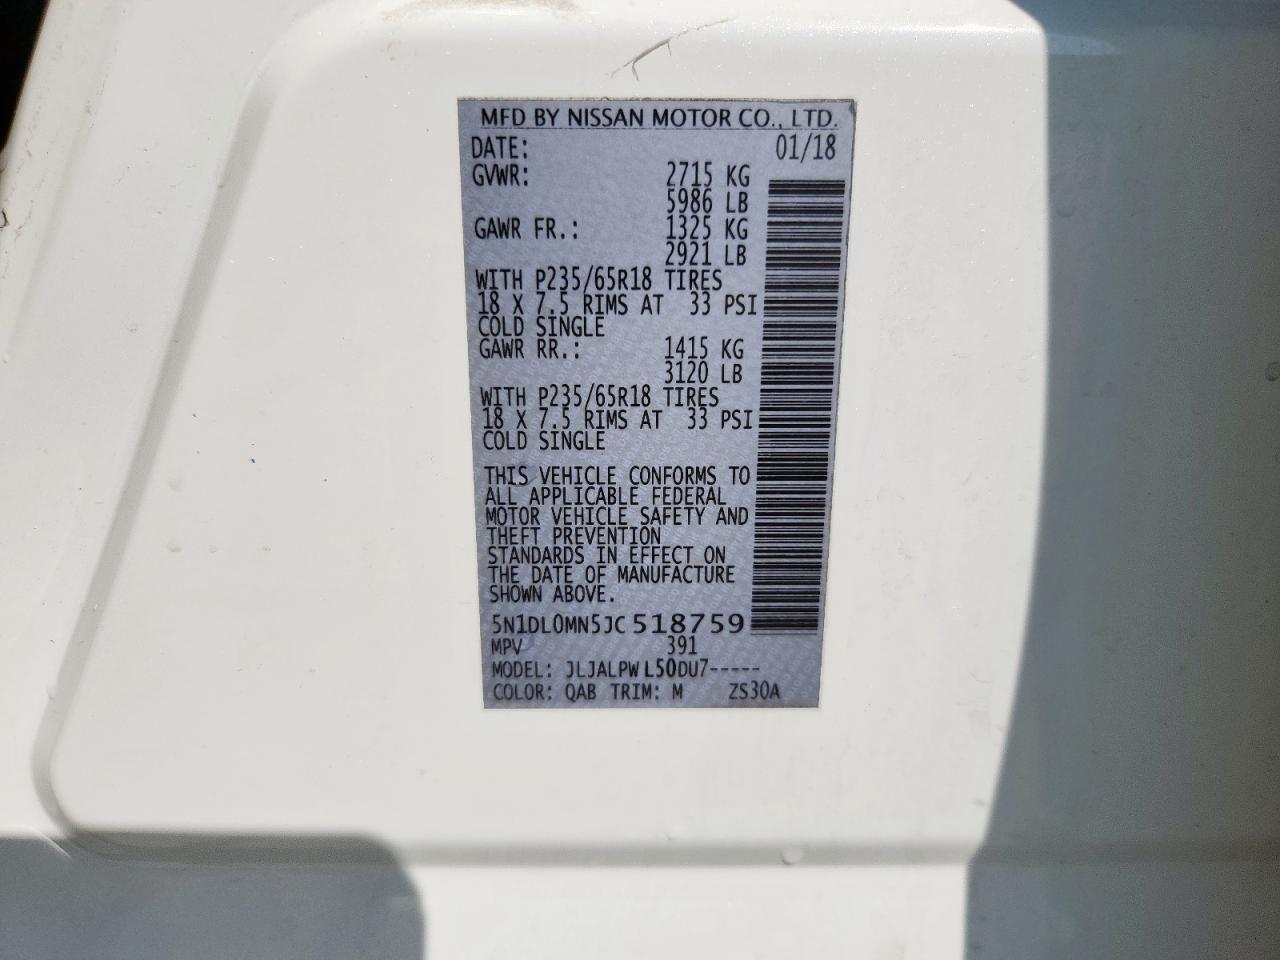 MFD BY NISSAN MOTOR CO., LTD.
DATE: 01/18
GVWR: 2715 KG
5986 LB
GAWR FR.: 1325 KG
2921 LB
WITH P235/65R18 TIRES
18 X 7.5 RIMS AT 33 PSI
COLD SINGLE
GAWR RR.: 1415 KG
3120 LB
WITH P235/65R18 TIRES
18 X 7.5 RIMS AT 33 PSI
COLD SINGLE
THIS VEHICLE CONFORMS TO
ALL APPLICABLE FEDERAL
MOTOR VEHICLE SAFETY AND
THEFT PREVENTION
STANDARDS IN EFFECT ON
THE DATE OF MANUFACTURE
SHOWN ABOVE.
5N1DL0MN5JC518759
MPV 391
MODEL: JLJALPWL50DU7-----
COLOR: QAB TRIM: M ZS30A